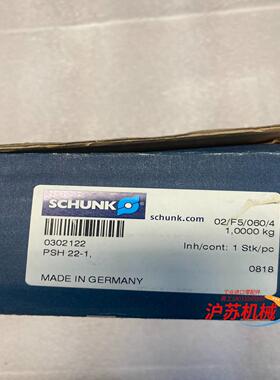 SCHUNK
schunk.com
02/F5/060/4
1,0000 kg
0302122
PSH 22-1,
Inh/cont: 1 Stk/pc
MADE IN GERMANY
0818
沪苏机械